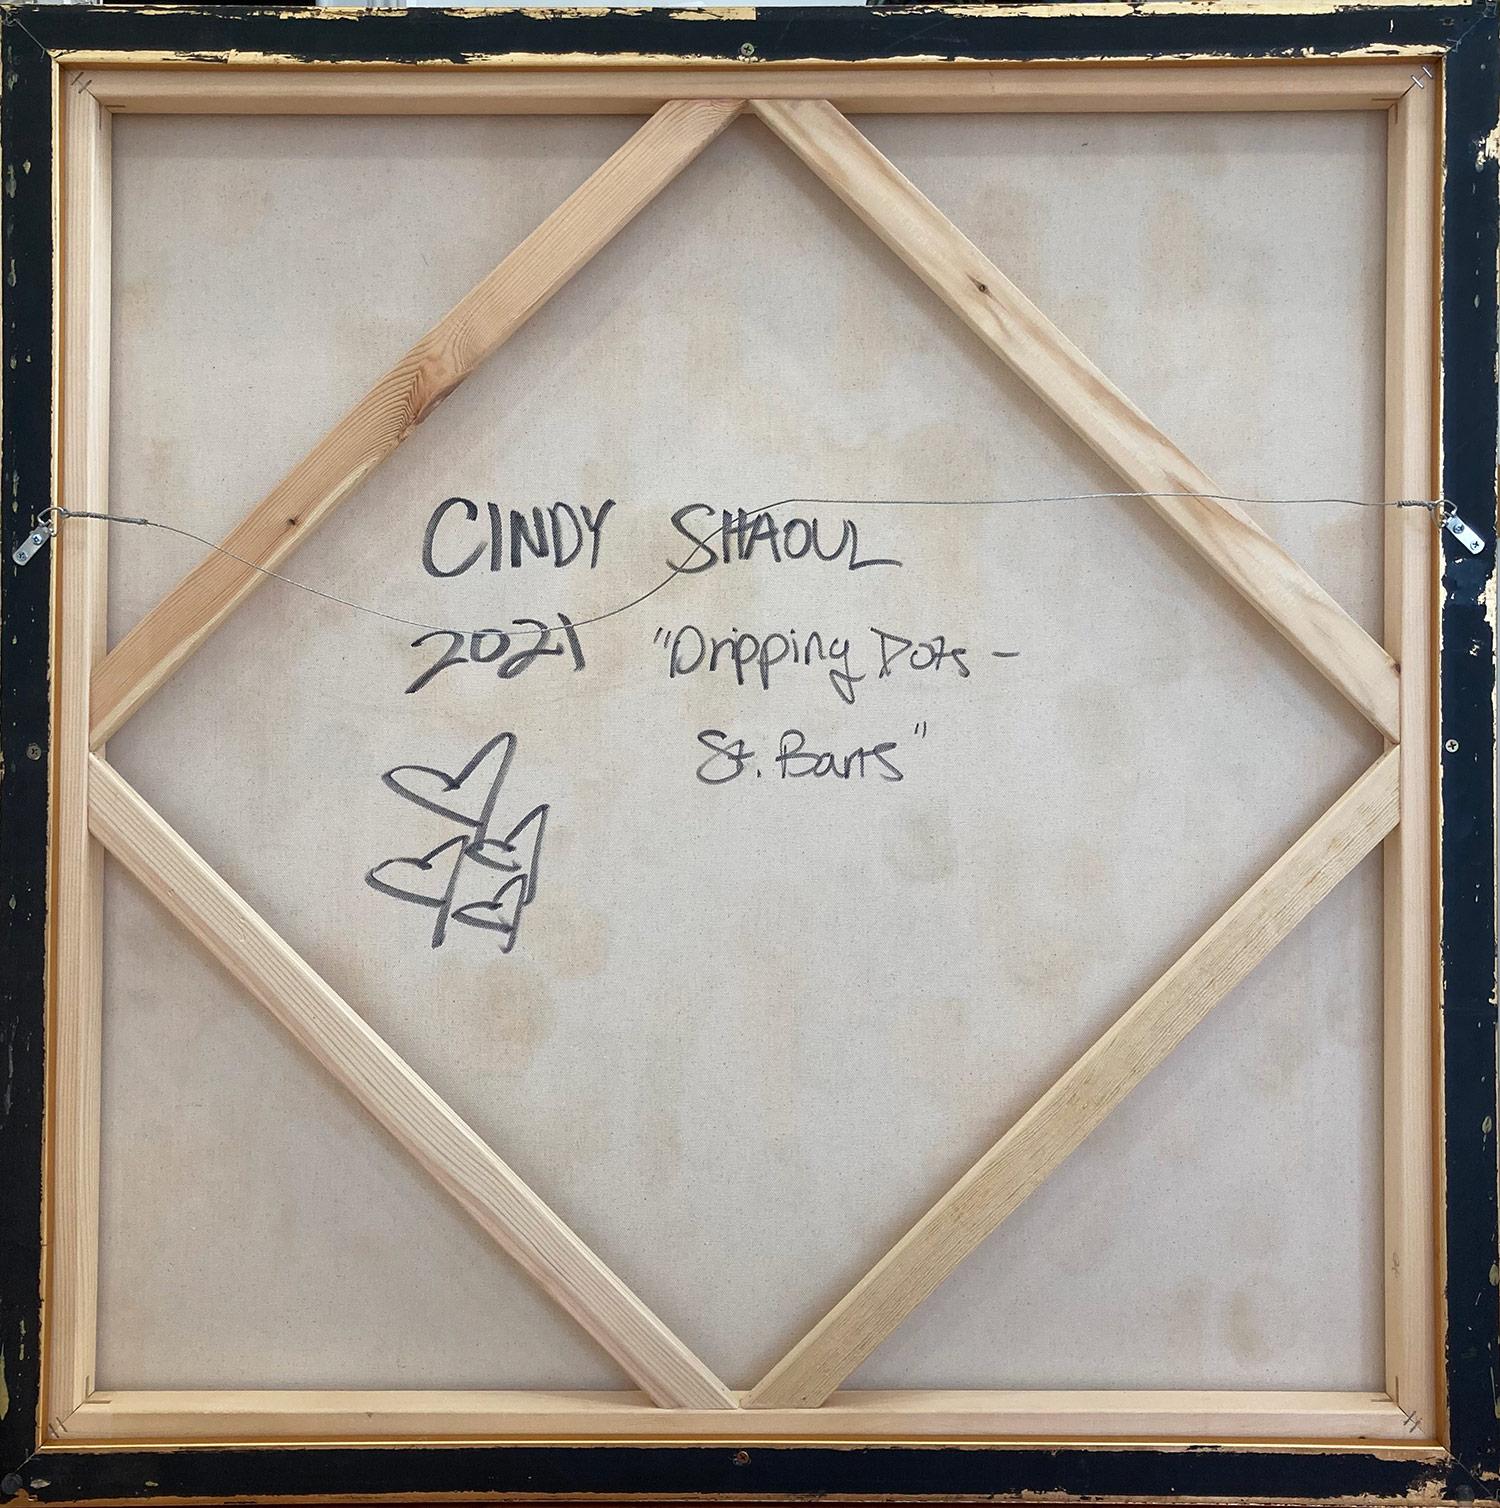 CINDY SHAOUL
2021 "Dripping Dots -
St. Barts"